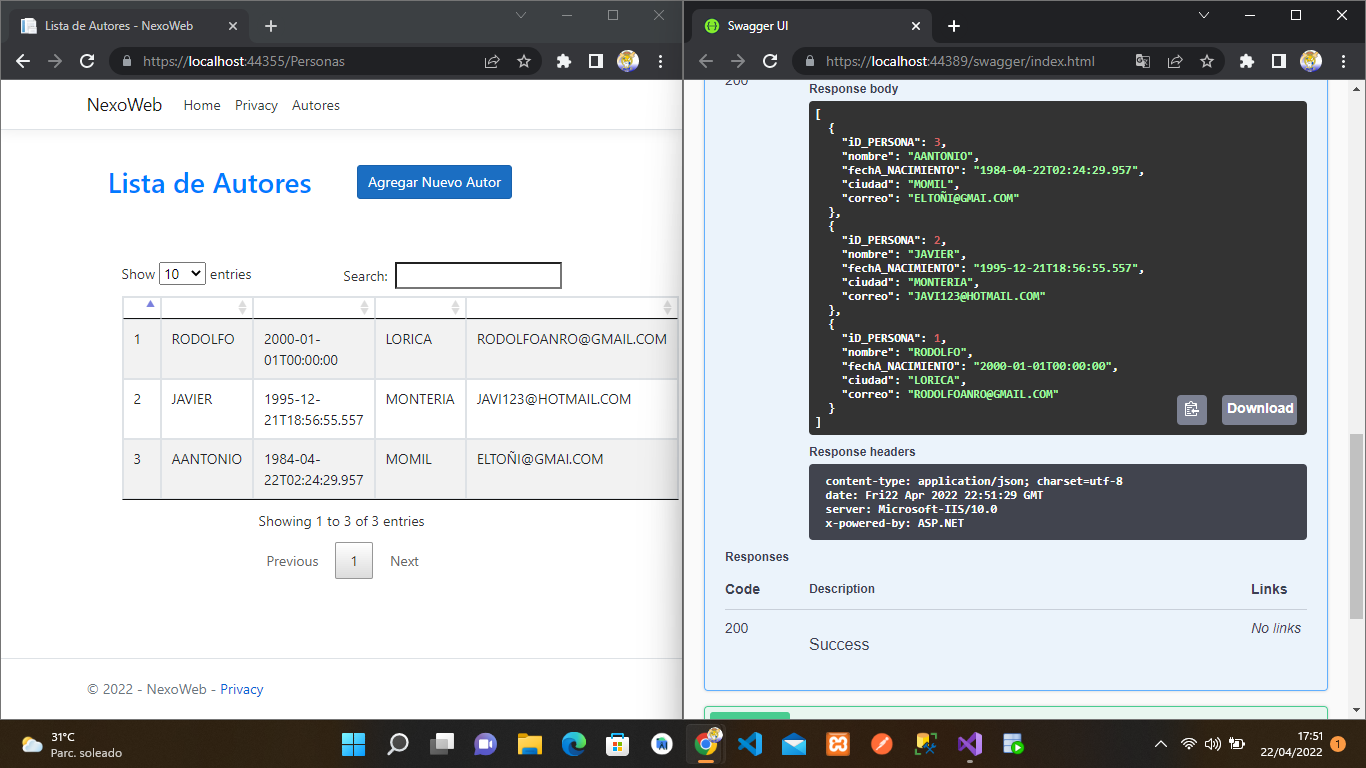 Lista de Autores - NexoWeb
https://localhost:44355/Personas
NexoWeb Home Privacy Autores
Lista de Autores
Agregar Nuevo Autor
Show 10 entries
Search:
1 RODOLFO 2000-01-01T00:00:00 LORICA RODOLFOANRO@GMAIL.COM
2 JAVIER 1995-12-21T18:56:55.557 MONTERIA JAVI123@HOTMAIL.COM
3 AANTONIO 1984-04-22T02:24:29.957 MOMIL ELTOÑI@GMAI.COM
Showing 1 to 3 of 3 entries
Previous 1 Next
© 2022 - NexoWeb - Privacy
Swagger UI
https://localhost:44389/swagger/index.html
200
Response body
[
{
"iD_PERSONA": 3,
"nombre": "AANTONIO",
"fechA_NACIMIENTO": "1984-04-22T02:24:29.957",
"ciudad": "MOMIL",
"correo": "ELTOÑI@GMAI.COM"
},
{
"iD_PERSONA": 2,
"nombre": "JAVIER",
"fechA_NACIMIENTO": "1995-12-21T18:56:55.557",
"ciudad": "MONTERIA",
"correo": "JAVI123@HOTMAIL.COM"
},
{
"iD_PERSONA": 1,
"nombre": "RODOLFO",
"fechA_NACIMIENTO": "2000-01-01T00:00:00",
"ciudad": "LORICA",
"correo": "RODOLFOANRO@GMAIL.COM"
}
]
Download
Response headers
content-type: application/json; charset=utf-8
date: Fri22 Apr 2022 22:51:29 GMT
server: Microsoft-IIS/10.0
x-powered-by: ASP.NET
Responses
Code Description Links
200 Success No links
31°C
Parc. soleado
17:51
22/04/2022
1